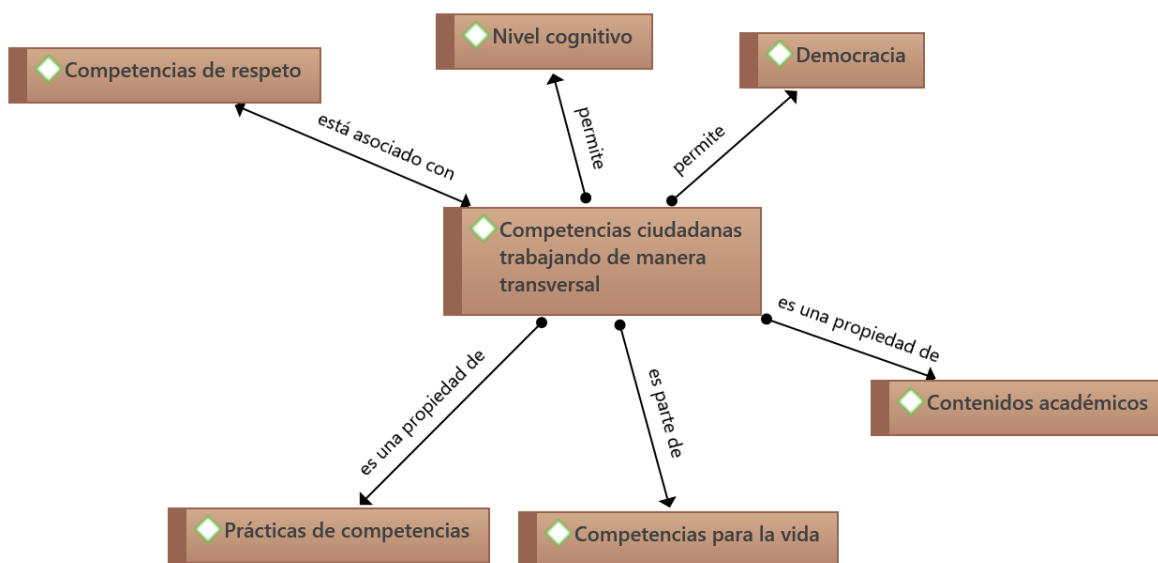 Nivel cognitivo
Democracia
Competencias de respeto
está asociado con
permite
permite
Competencias ciudadanas
trabajando de manera
transversal
es una propiedad de
es una propiedad de
es parte de
Contenidos académicos
Prácticas de competencias
Competencias para la vida